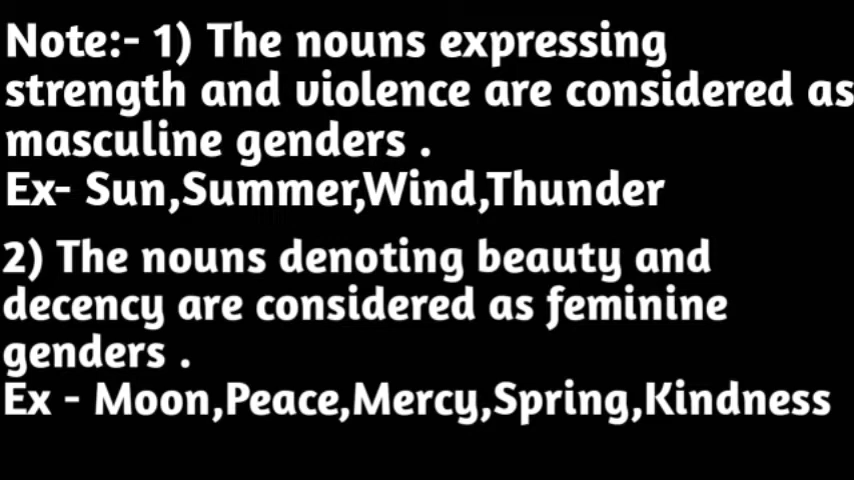 Note:- 1) The nouns expressing
strength and violence are considered as
masculine genders .
Ex- Sun,Summer,Wind,Thunder
2) The nouns denoting beauty and
decency are considered as feminine
genders .
Ex - Moon,Peace,Mercy,Spring,Kindness